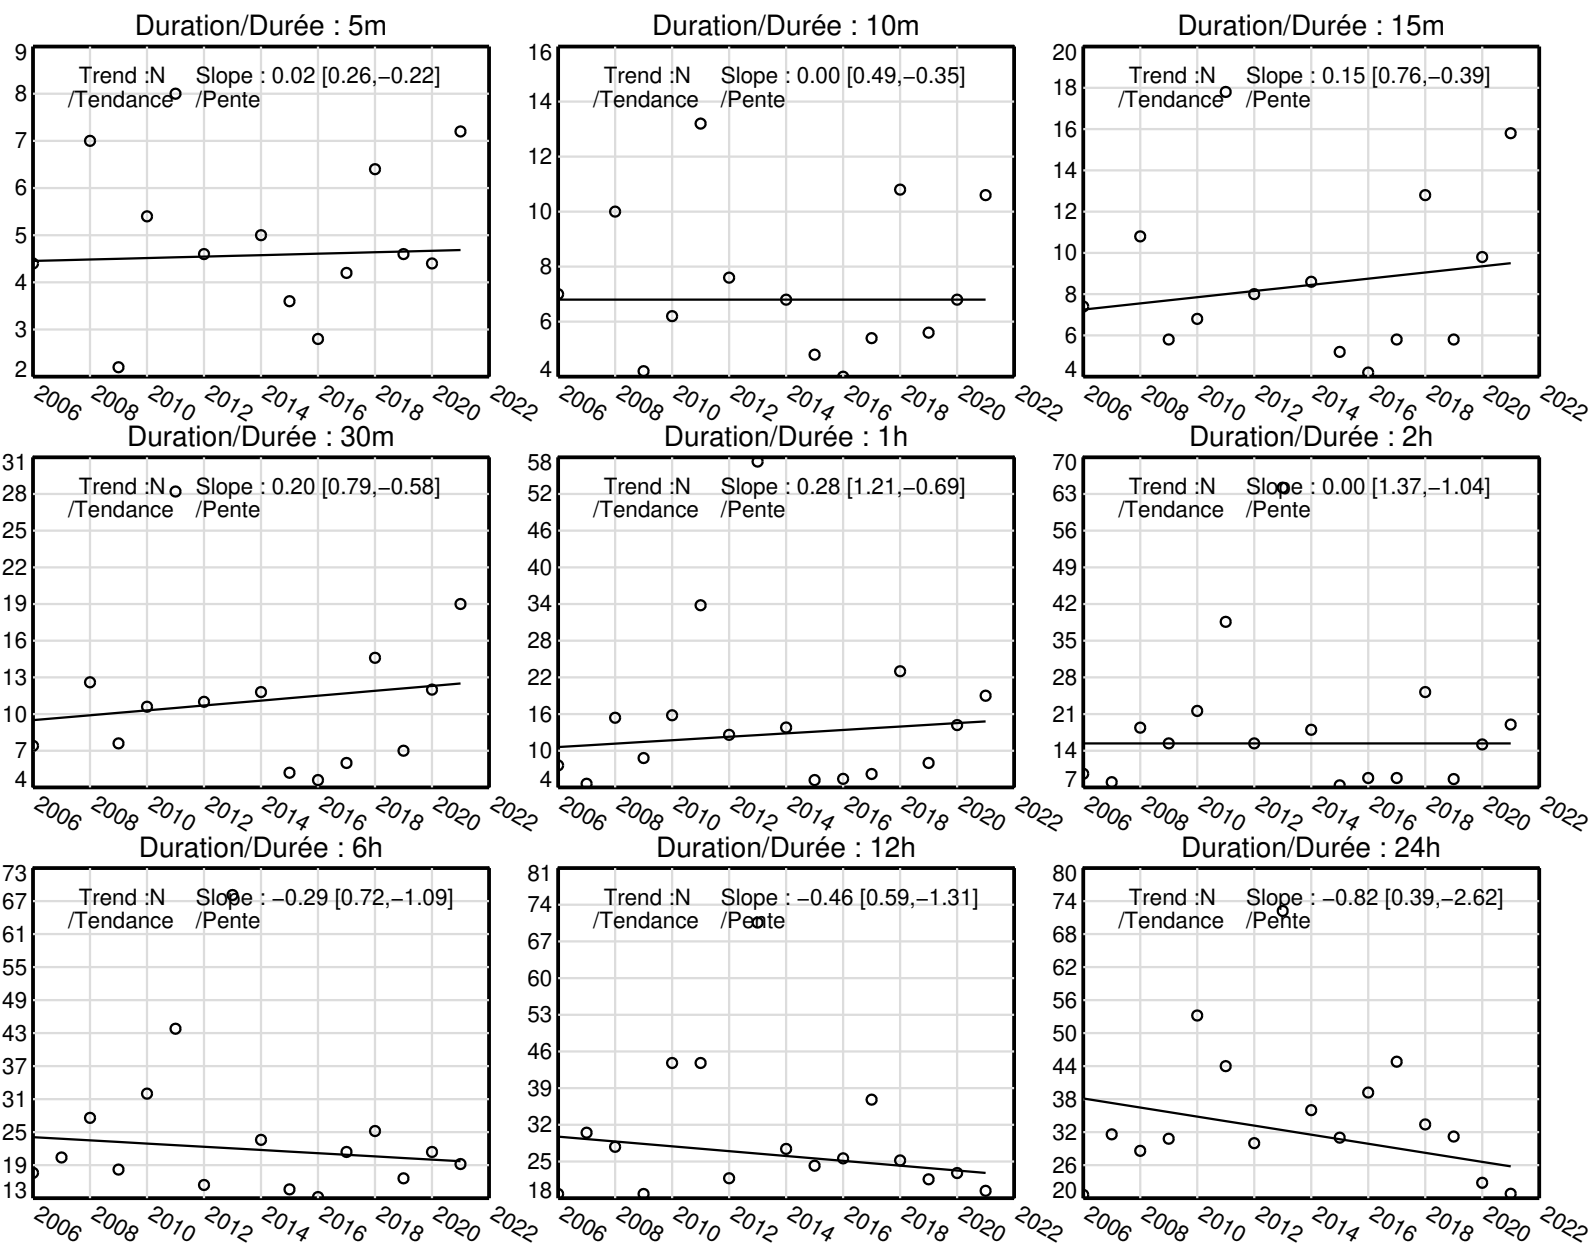 Duration/Durée : 5m
Trend :N Slope : 0.02 [0.26,−0.22]
/Tendance /Pente
9
8
7
6
5
4
3
2
2006 2008 2010 2012 2014 2016 2018 2020 2022
Duration/Durée : 10m
Trend :N Slope : 0.00 [0.49,−0.35]
/Tendance /Pente
16
14
12
10
8
6
4
2006 2008 2010 2012 2014 2016 2018 2020 2022
Duration/Durée : 15m
Trend :N Slope : 0.15 [0.76,−0.39]
/Tendance /Pente
20
18
16
14
12
10
8
6
4
2006 2008 2010 2012 2014 2016 2018 2020 2022
Duration/Durée : 30m
Trend :N Slope : 0.20 [0.79,−0.58]
/Tendance /Pente
31
28
25
22
19
16
13
10
7
4
2006 2008 2010 2012 2014 2016 2018 2020 2022
Duration/Durée : 1h
Trend :N Slope : 0.28 [1.21,−0.69]
/Tendance /Pente
58
52
46
40
34
28
22
16
10
4
2006 2008 2010 2012 2014 2016 2018 2020 2022
Duration/Durée : 2h
Trend :N Slope : 0.00 [1.37,−1.04]
/Tendance /Pente
70
63
56
49
42
35
28
21
14
7
2006 2008 2010 2012 2014 2016 2018 2020 2022
Duration/Durée : 6h
Trend :N Slope : −0.29 [0.72,−1.09]
/Tendance /Pente
73
67
61
55
49
43
37
31
25
19
13
2006 2008 2010 2012 2014 2016 2018 2020 2022
Duration/Durée : 12h
Trend :N Slope : −0.46 [0.59,−1.31]
/Tendance /Pente
81
74
67
60
53
46
39
32
25
18
2006 2008 2010 2012 2014 2016 2018 2020 2022
Duration/Durée : 24h
Trend :N Slope : −0.82 [0.39,−2.62]
/Tendance /Pente
80
74
68
62
56
50
44
38
32
26
20
2006 2008 2010 2012 2014 2016 2018 2020 2022